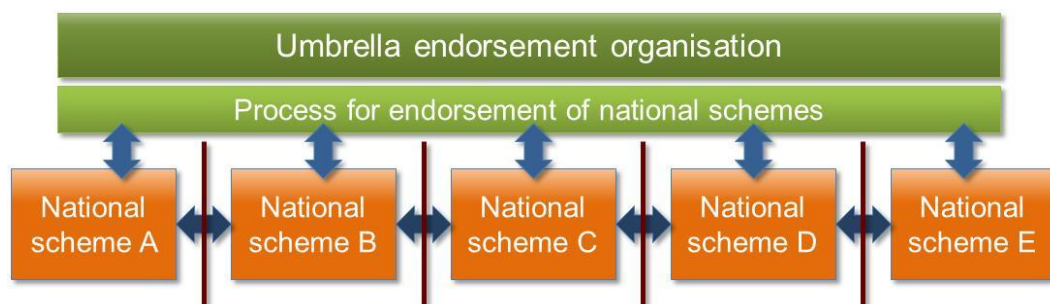 Umbrella endorsement organisation
Process for endorsement of national schemes
National
scheme A
National
scheme B
National
scheme C
National
scheme D
National
scheme E